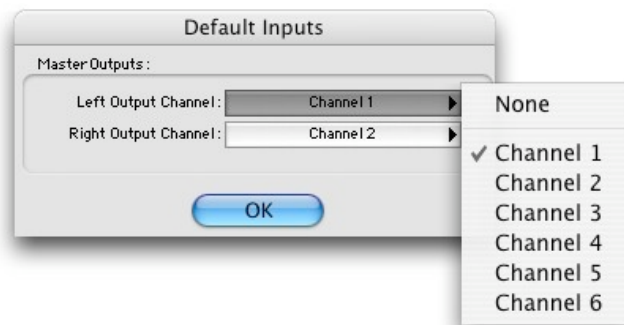 Default Inputs
Master Outputs:
Left Output Channel: Channel 1
Right Output Channel: Channel 2
OK
None
Channel 1
Channel 2
Channel 3
Channel 4
Channel 5
Channel 6